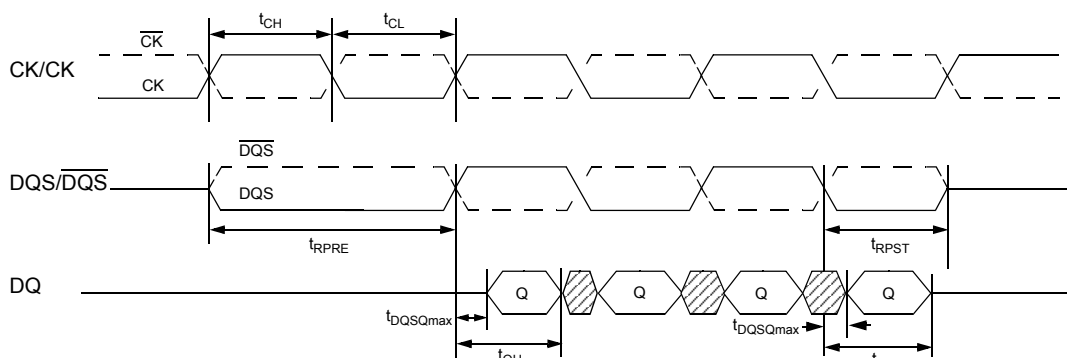 tCH tCL
CK
CK/CK
CK
DQS
DQS/DQS
DQS
tRPRE tRPST
DQ
Q Q Q Q
tDQSQmax tDQSQmax